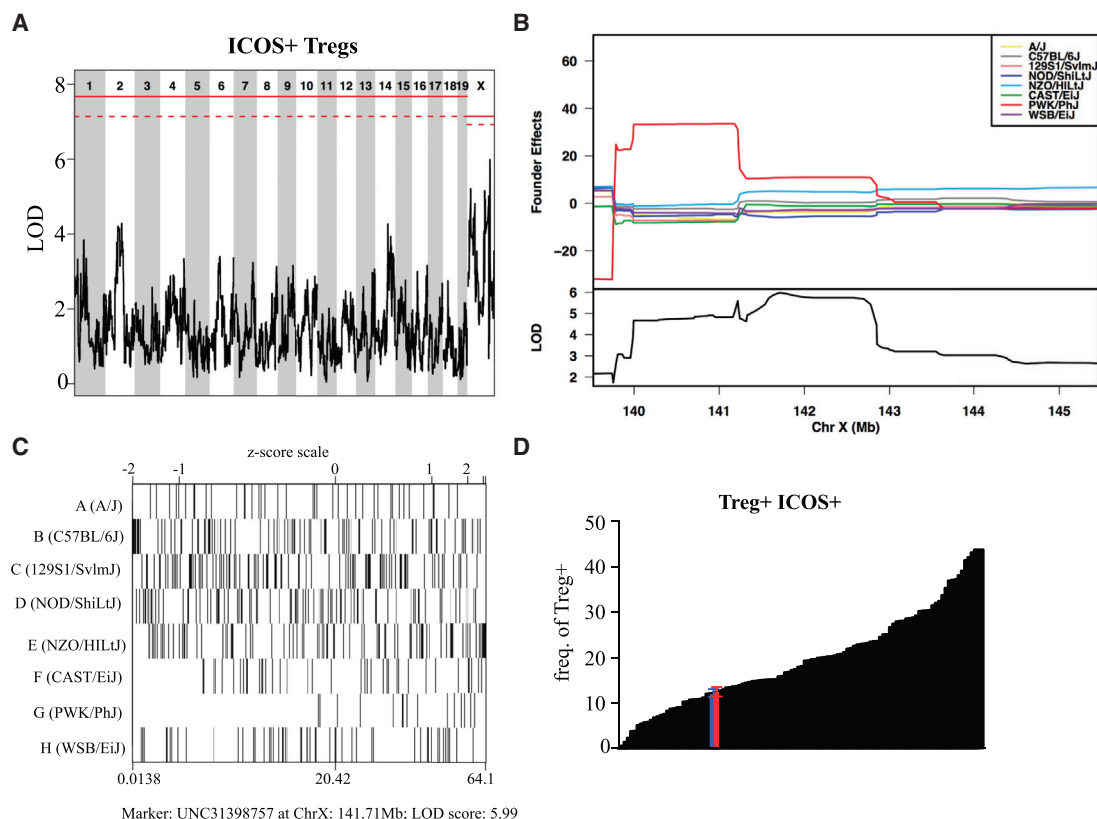 A
ICOS+ Tregs
8
6
4
2
0
LOD
1 2 3 4 5 6 7 8 9 10 11 12 13 14 15 16 17 18 19 X
B
60
40
20
0
−20
Founder Effects
A/J
C57BL/6J
129S1/SvlmJ
NOD/ShiLtJ
NZO/HILtJ
CAST/EiJ
PWK/PhJ
WSB/EiJ
6
5
4
3
2
LOD
140 141 142 143 144 145
Chr X (Mb)
C
z-score scale
-2 -1 0 1 2
A (A/J)
B (C57BL/6J)
C (129S1/SvlmJ)
D (NOD/ShiLtJ)
E (NZO/HILtJ)
F (CAST/EiJ)
G (PWK/PhJ)
H (WSB/EiJ)
0.0138 20.42 64.1
Marker: UNC31398757 at ChrX: 141.71Mb; LOD score: 5.99
D
Treg+ ICOS+
50
40
30
20
10
0
freq. of Treg+